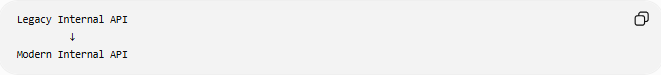 Legacy Internal API
↓
Modern Internal API